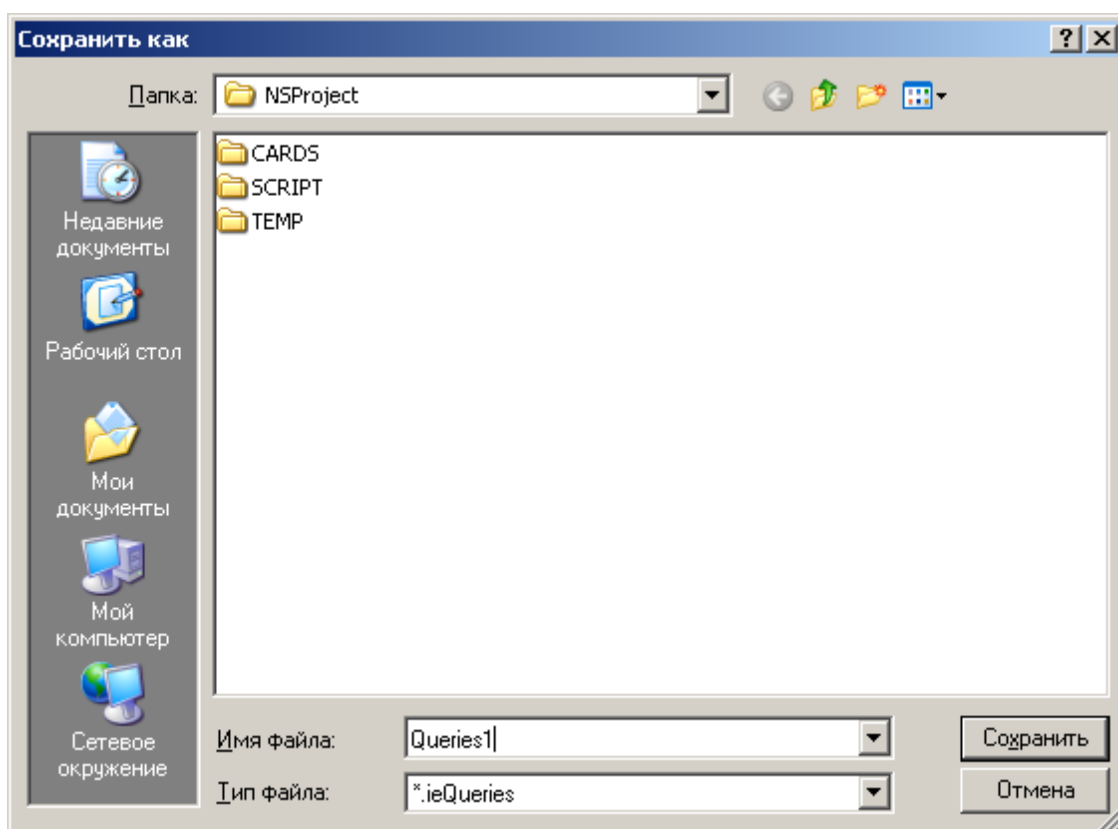 Сохранить как
Папка:
NSProject
CARDS
SCRIPT
TEMP
Недавние
документы
Рабочий стол
Мои
документы
Мой
компьютер
Сетевое
окружение
Имя файла:
Queries1
Сохранить
Тип файла:
*.ieQueries
Отмена